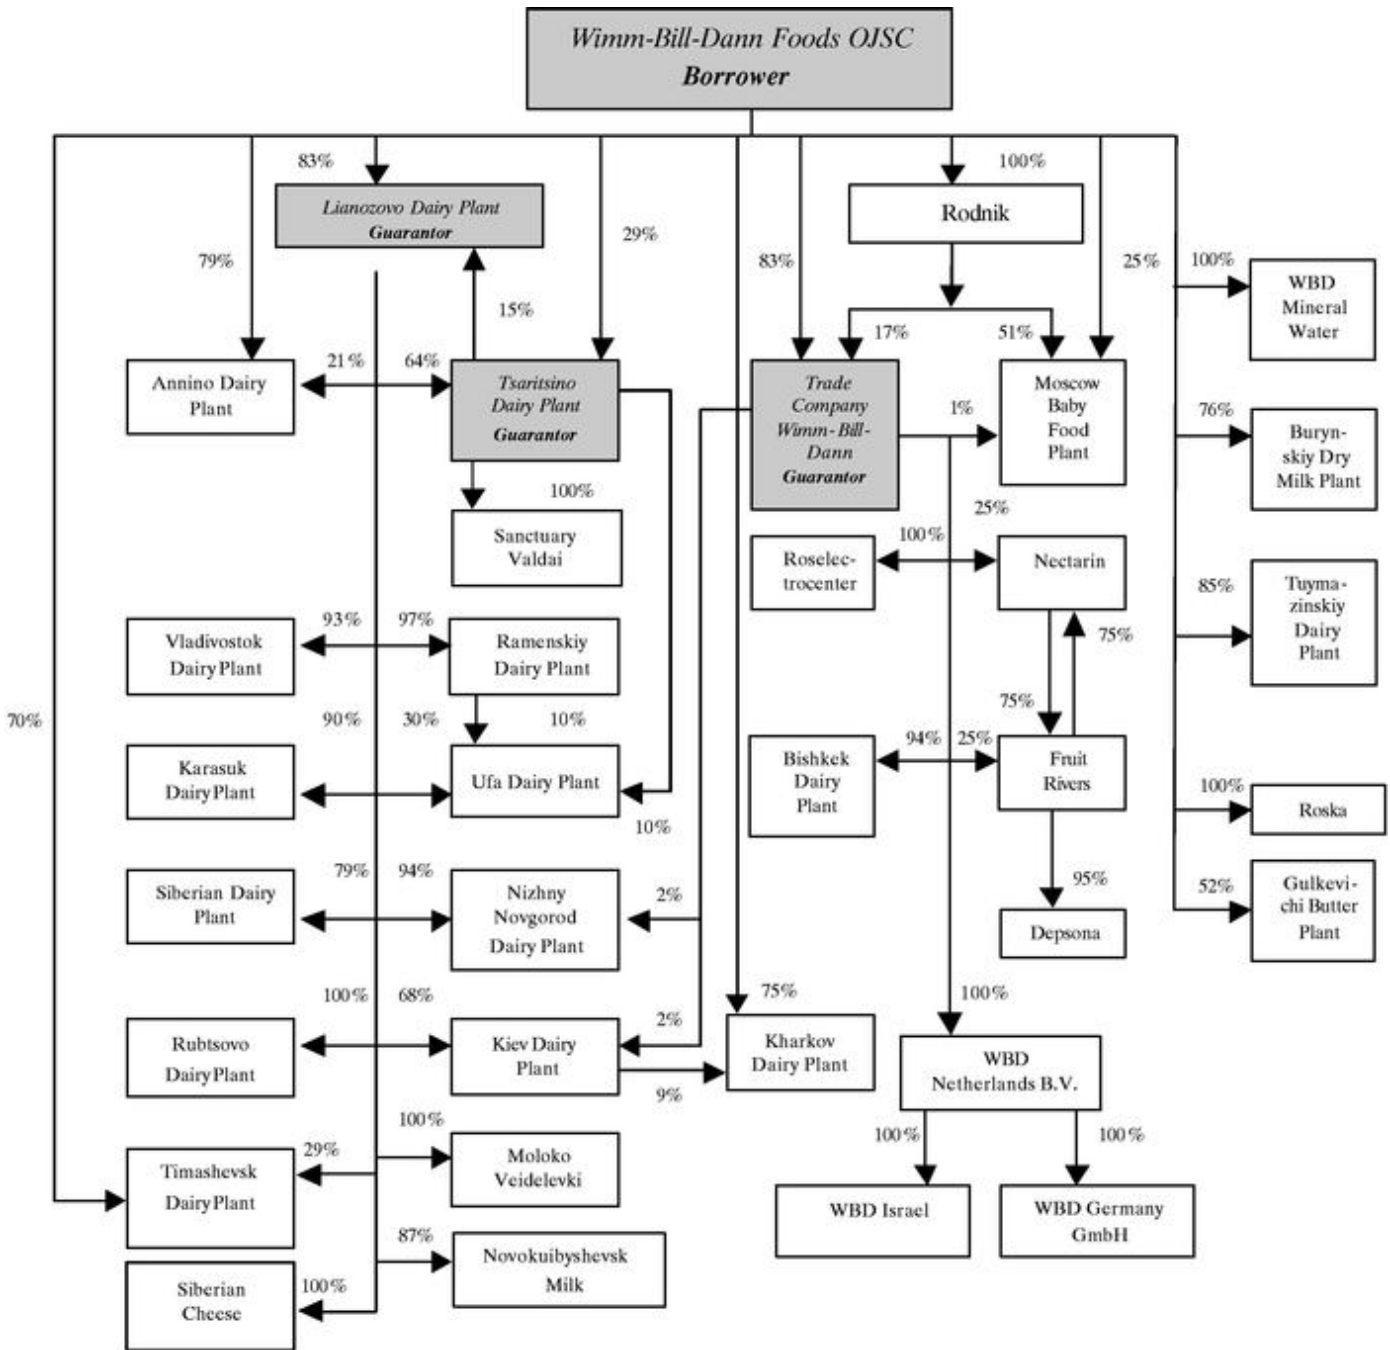 Wimm-Bill-Dann Foods OJSC
Borrower
83%
100%
Lianozovo Dairy Plant
Guarantor
Rodnik
79%
29%
83%
25%
100%
WBD
Mineral
Water
15%
17%
51%
Annino Dairy
Plant
21%
64%
Tsaritsino
Dairy Plant
Guarantor
Trade
Company
Wimm-Bill-
Dann
Guarantor
1%
Moscow
Baby
Food
Plant
76%
Buryn-
skiy Dry
Milk Plant
100%
Sanctuary
Valdai
25%
100%
Roselec-
trocenter
Nectarin
85%
Tuyma-
zinskiy
Dairy
Plant
Vladivostok
Dairy Plant
93%
97%
Ramenskiy
Dairy Plant
75%
70%
90%
30%
10%
75%
Karasuk
Dairy Plant
Ufa Dairy Plant
10%
Bishkek
Dairy
Plant
94%
25%
Fruit
Rivers
100%
Roska
Siberian Dairy
Plant
79%
94%
Nizhny
Novgorod
Dairy Plant
2%
95%
Depsona
52%
Gulkevi-
chi Butter
Plant
100%
68%
75%
100%
Rubtsovo
Dairy Plant
Kiev Dairy
Plant
2%
9%
Kharkov
Dairy Plant
WBD
Netherlands B.V.
100%
100%
100%
Timashevsk
Dairy Plant
29%
Moloko
Veidelevki
WBD Israel
WBD Germany
GmbH
87%
Novokuibyshevsk
Milk
Siberian
Cheese
100%